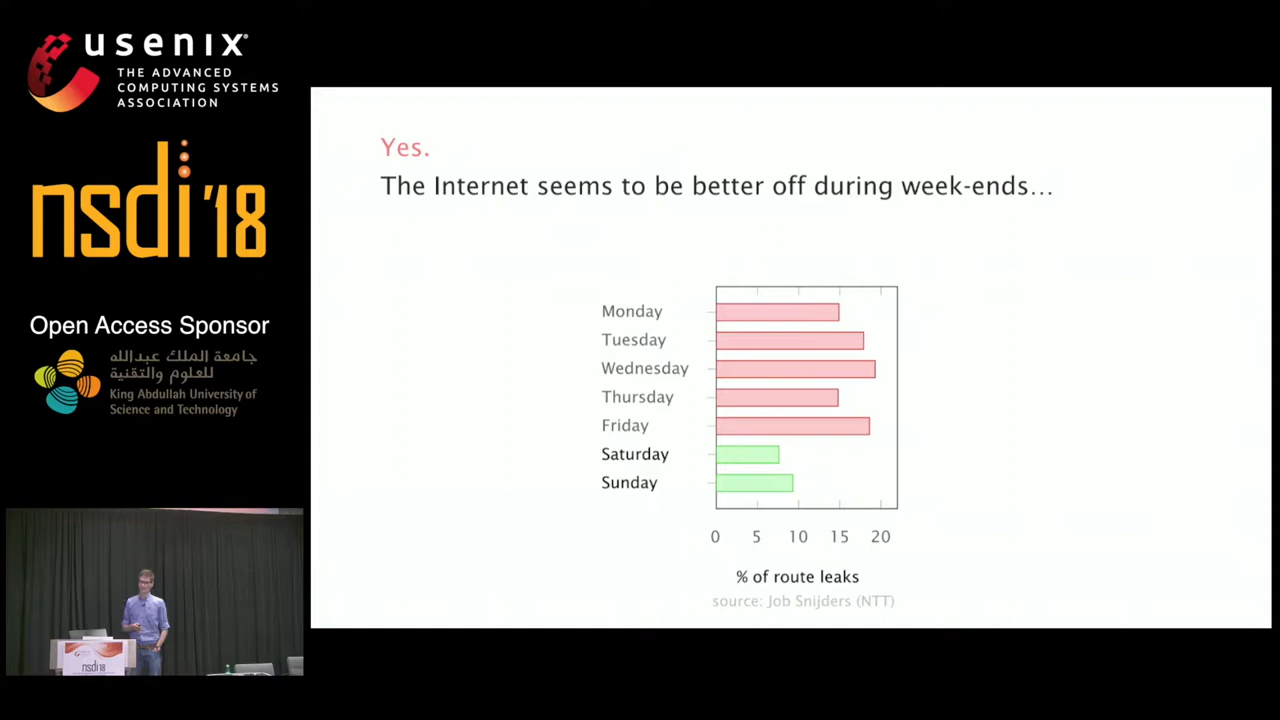 usenix®
THE ADVANCED
COMPUTING SYSTEMS
ASSOCIATION
nsdi '18
Open Access Sponsor
جامعة الملك عبدالله
للعلوم والتقنية
King Abdullah University of
Science and Technology
Yes.
The Internet seems to be better off during week-ends…
Monday
Tuesday
Wednesday
Thursday
Friday
Saturday
Sunday
0 5 10 15 20
% of route leaks
source: Job Snijders (NTT)
nsdi'18